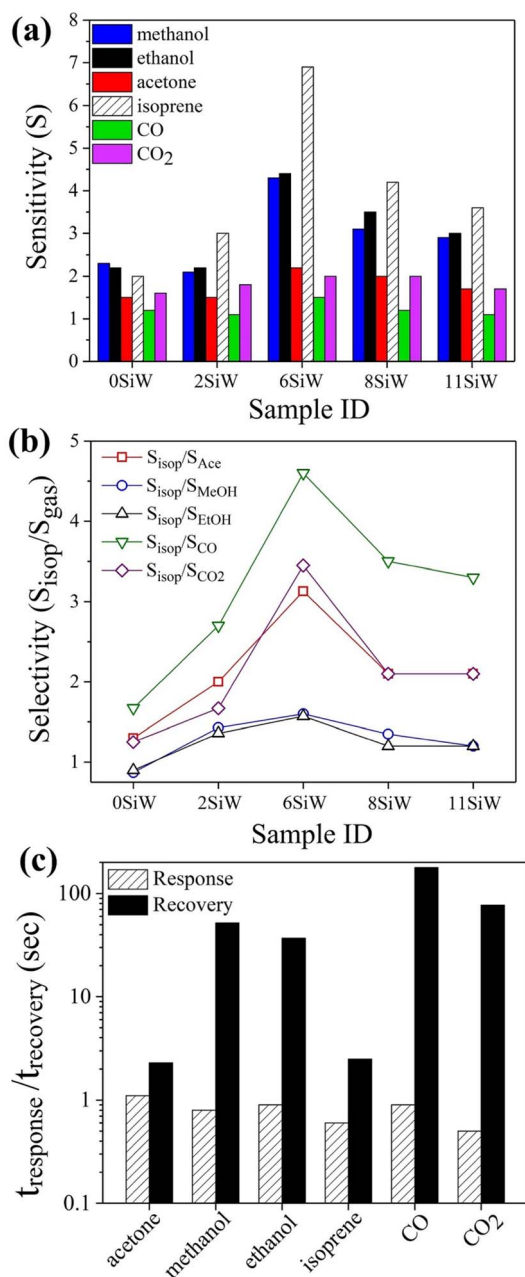 (a)
methanol
ethanol
acetone
isoprene
CO
CO2
Sensitivity (S)
8
7
6
5
4
3
2
1
0
0SiW 2SiW 6SiW 8SiW 11SiW
Sample ID
(b)
Sisop/SAce
Sisop/SMeOH
Sisop/SEtOH
Sisop/SCO
Sisop/SCO2
Selectivity (Sisop/Sgas)
5
4
3
2
1
0SiW 2SiW 6SiW 8SiW 11SiW
Sample ID
(c)
Response
Recovery
tresponse/trecovery (sec)
100
10
1
0.1
acetone methanol ethanol isoprene CO CO2